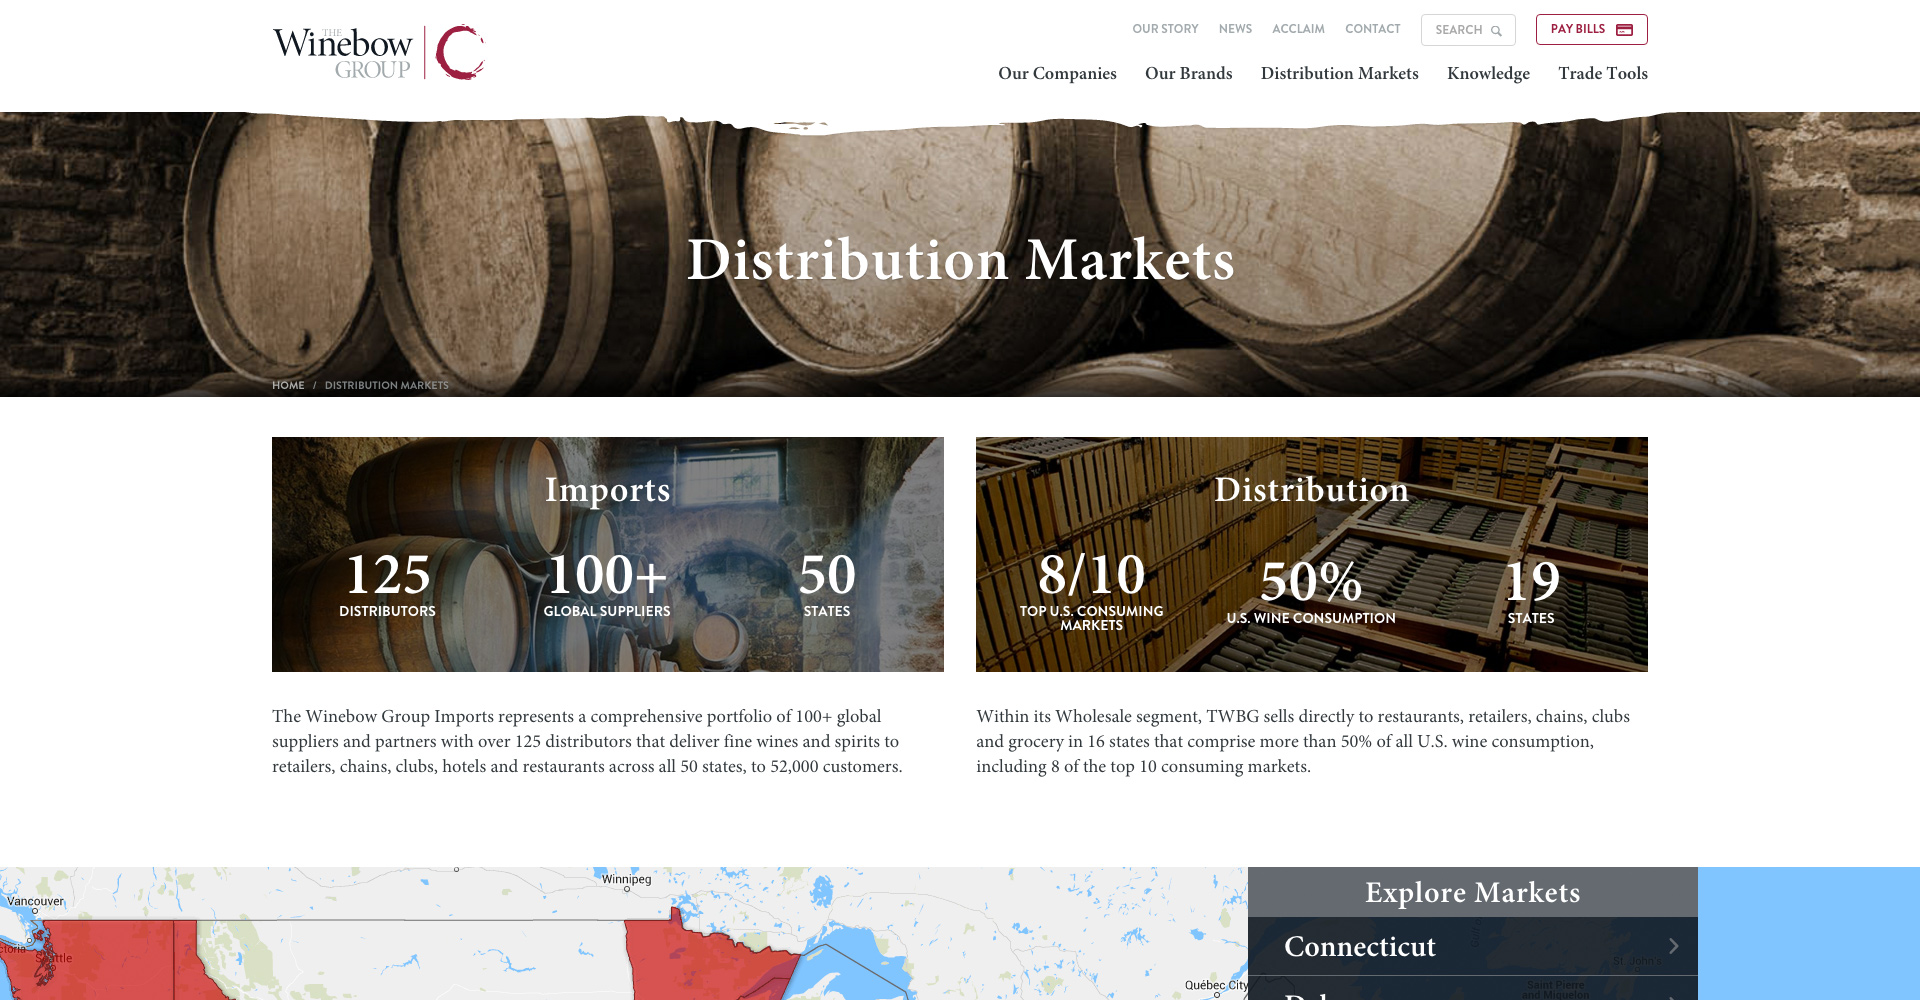 THE
Winebow
GROUP
OUR STORY
NEWS
ACCLAIM
CONTACT
SEARCH
PAY BILLS
Our Companies
Our Brands
Distribution Markets
Knowledge
Trade Tools
Distribution Markets
HOME / DISTRIBUTION MARKETS
Imports
125
DISTRIBUTORS
100+
GLOBAL SUPPLIERS
50
STATES
Distribution
8/10
TOP U.S. CONSUMING
MARKETS
50%
U.S. WINE CONSUMPTION
19
STATES
The Winebow Group Imports represents a comprehensive portfolio of 100+ global
suppliers and partners with over 125 distributors that deliver fine wines and spirits to
retailers, chains, clubs, hotels and restaurants across all 50 states, to 52,000 customers.
Within its Wholesale segment, TWBG sells directly to restaurants, retailers, chains, clubs
and grocery in 16 states that comprise more than 50% of all U.S. wine consumption,
including 8 of the top 10 consuming markets.
Winnipeg
Vancouver
Québec City
Explore Markets
Connecticut
St. John's
Saint Pierre
and Miquelon